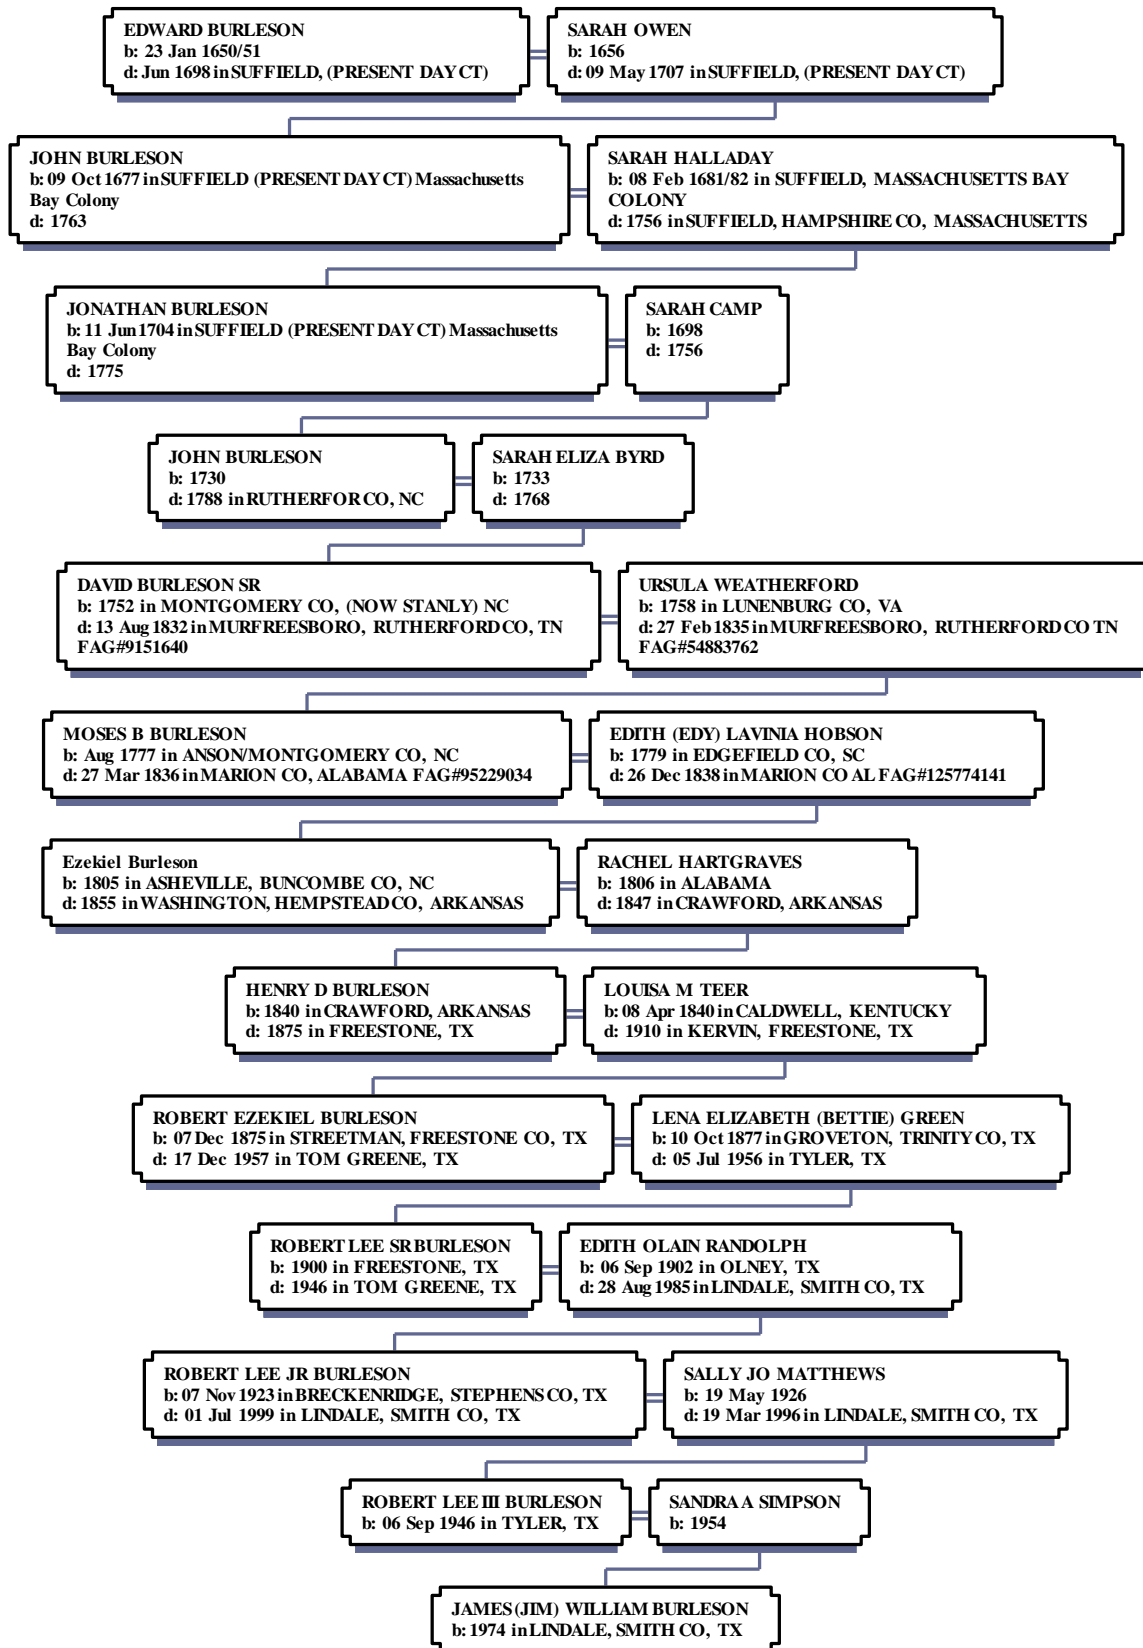 EDWARD BURLESON
b: 23 Jan 1650/51
d: Jun 1698 in SUFFIELD, (PRESENT DAY CT)
SARAH OWEN
b: 1656
d: 09 May 1707 in SUFFIELD, (PRESENT DAY CT)
JOHN BURLESON
b: 09 Oct 1677 in SUFFIELD (PRESENT DAY CT) Massachusetts
Bay Colony
d: 1763
SARAH HALLADAY
b: 08 Feb 1681/82 in SUFFIELD, MASSACHUSETTS BAY
COLONY
d: 1756 in SUFFIELD, HAMPSHIRE CO, MASSACHUSETTS
JONATHAN BURLESON
b: 11 Jun 1704 in SUFFIELD (PRESENT DAY CT) Massachusetts
Bay Colony
d: 1775
SARAH CAMP
b: 1698
d: 1756
JOHN BURLESON
b: 1730
d: 1788 in RUTHERFOR CO, NC
SARAH ELIZA BYRD
b: 1733
d: 1768
DAVID BURLESON SR
b: 1752 in MONTGOMERY CO, (NOW STANLY) NC
d: 13 Aug 1832 in MURFREESBORO, RUTHERFORD CO, TN
FAG#9151640
URSULA WEATHERFORD
b: 1758 in LUNENBURG CO, VA
d: 27 Feb 1835 in MURFREESBORO, RUTHERFORD CO TN
FAG#54883762
MOSES B BURLESON
b: Aug 1777 in ANSON/MONTGOMERY CO, NC
d: 27 Mar 1836 in MARION CO, ALABAMA FAG#95229034
EDITH (EDY) LAVINIA HOBSON
b: 1779 in EDGEFIELD CO, SC
d: 26 Dec 1838 in MARION CO AL FAG#125774141
Ezekiel Burleson
b: 1805 in ASHEVILLE, BUNCOMBE CO, NC
d: 1855 in WASHINGTON, HEMPSTEAD CO, ARKANSAS
RACHEL HARTGRAVES
b: 1806 in ALABAMA
d: 1847 in CRAWFORD, ARKANSAS
HENRY D BURLESON
b: 1840 in CRAWFORD, ARKANSAS
d: 1875 in FREESTONE, TX
LOUISA M TEER
b: 08 Apr 1840 in CALDWELL, KENTUCKY
d: 1910 in KERVIN, FREESTONE, TX
ROBERT EZEKIEL BURLESON
b: 07 Dec 1875 in STREETMAN, FREESTONE CO, TX
d: 17 Dec 1957 in TOM GREENE, TX
LENA ELIZABETH (BETTIE) GREEN
b: 10 Oct 1877 in GROVETON, TRINITY CO, TX
d: 05 Jul 1956 in TYLER, TX
ROBERT LEE SR BURLESON
b: 1900 in FREESTONE, TX
d: 1946 in TOM GREENE, TX
EDITH OLAIN RANDOLPH
b: 06 Sep 1902 in OLNEY, TX
d: 28 Aug 1985 in LINDALE, SMITH CO, TX
ROBERT LEE JR BURLESON
b: 07 Nov 1923 in BRECKENRIDGE, STEPHENS CO, TX
d: 01 Jul 1999 in LINDALE, SMITH CO, TX
SALLY JO MATTHEWS
b: 19 May 1926
d: 19 Mar 1996 in LINDALE, SMITH CO, TX
ROBERT LEE III BURLESON
b: 06 Sep 1946 in TYLER, TX
SANDRA A SIMPSON
b: 1954
JAMES (JIM) WILLIAM BURLESON
b: 1974 in LINDALE, SMITH CO, TX